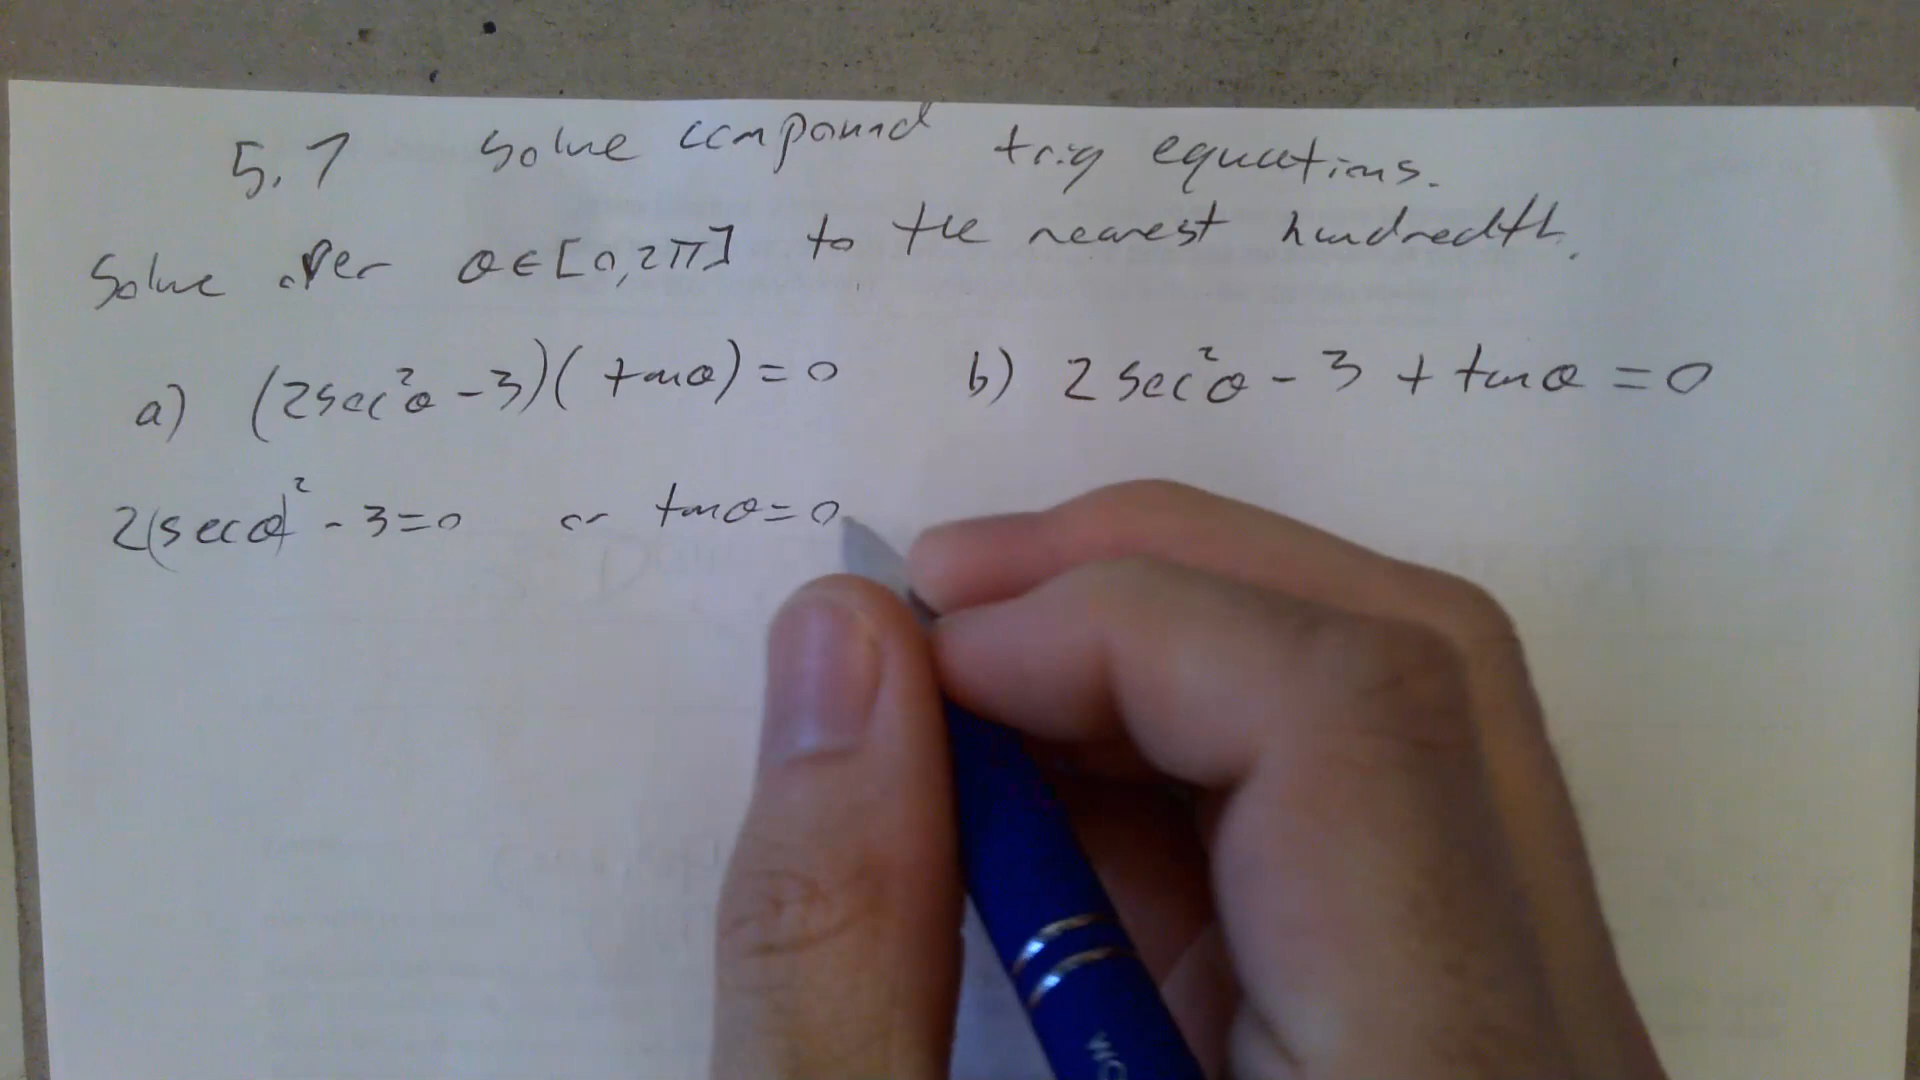 5.7 Solve compound trig equations.
Solve for θ∈[0,2π] to the nearest hundredth.
a) (2sec²θ-3)(tanθ)=0 b) 2sec²θ-3+tanθ=0
2(secθ)²-3=0 or tanθ=0